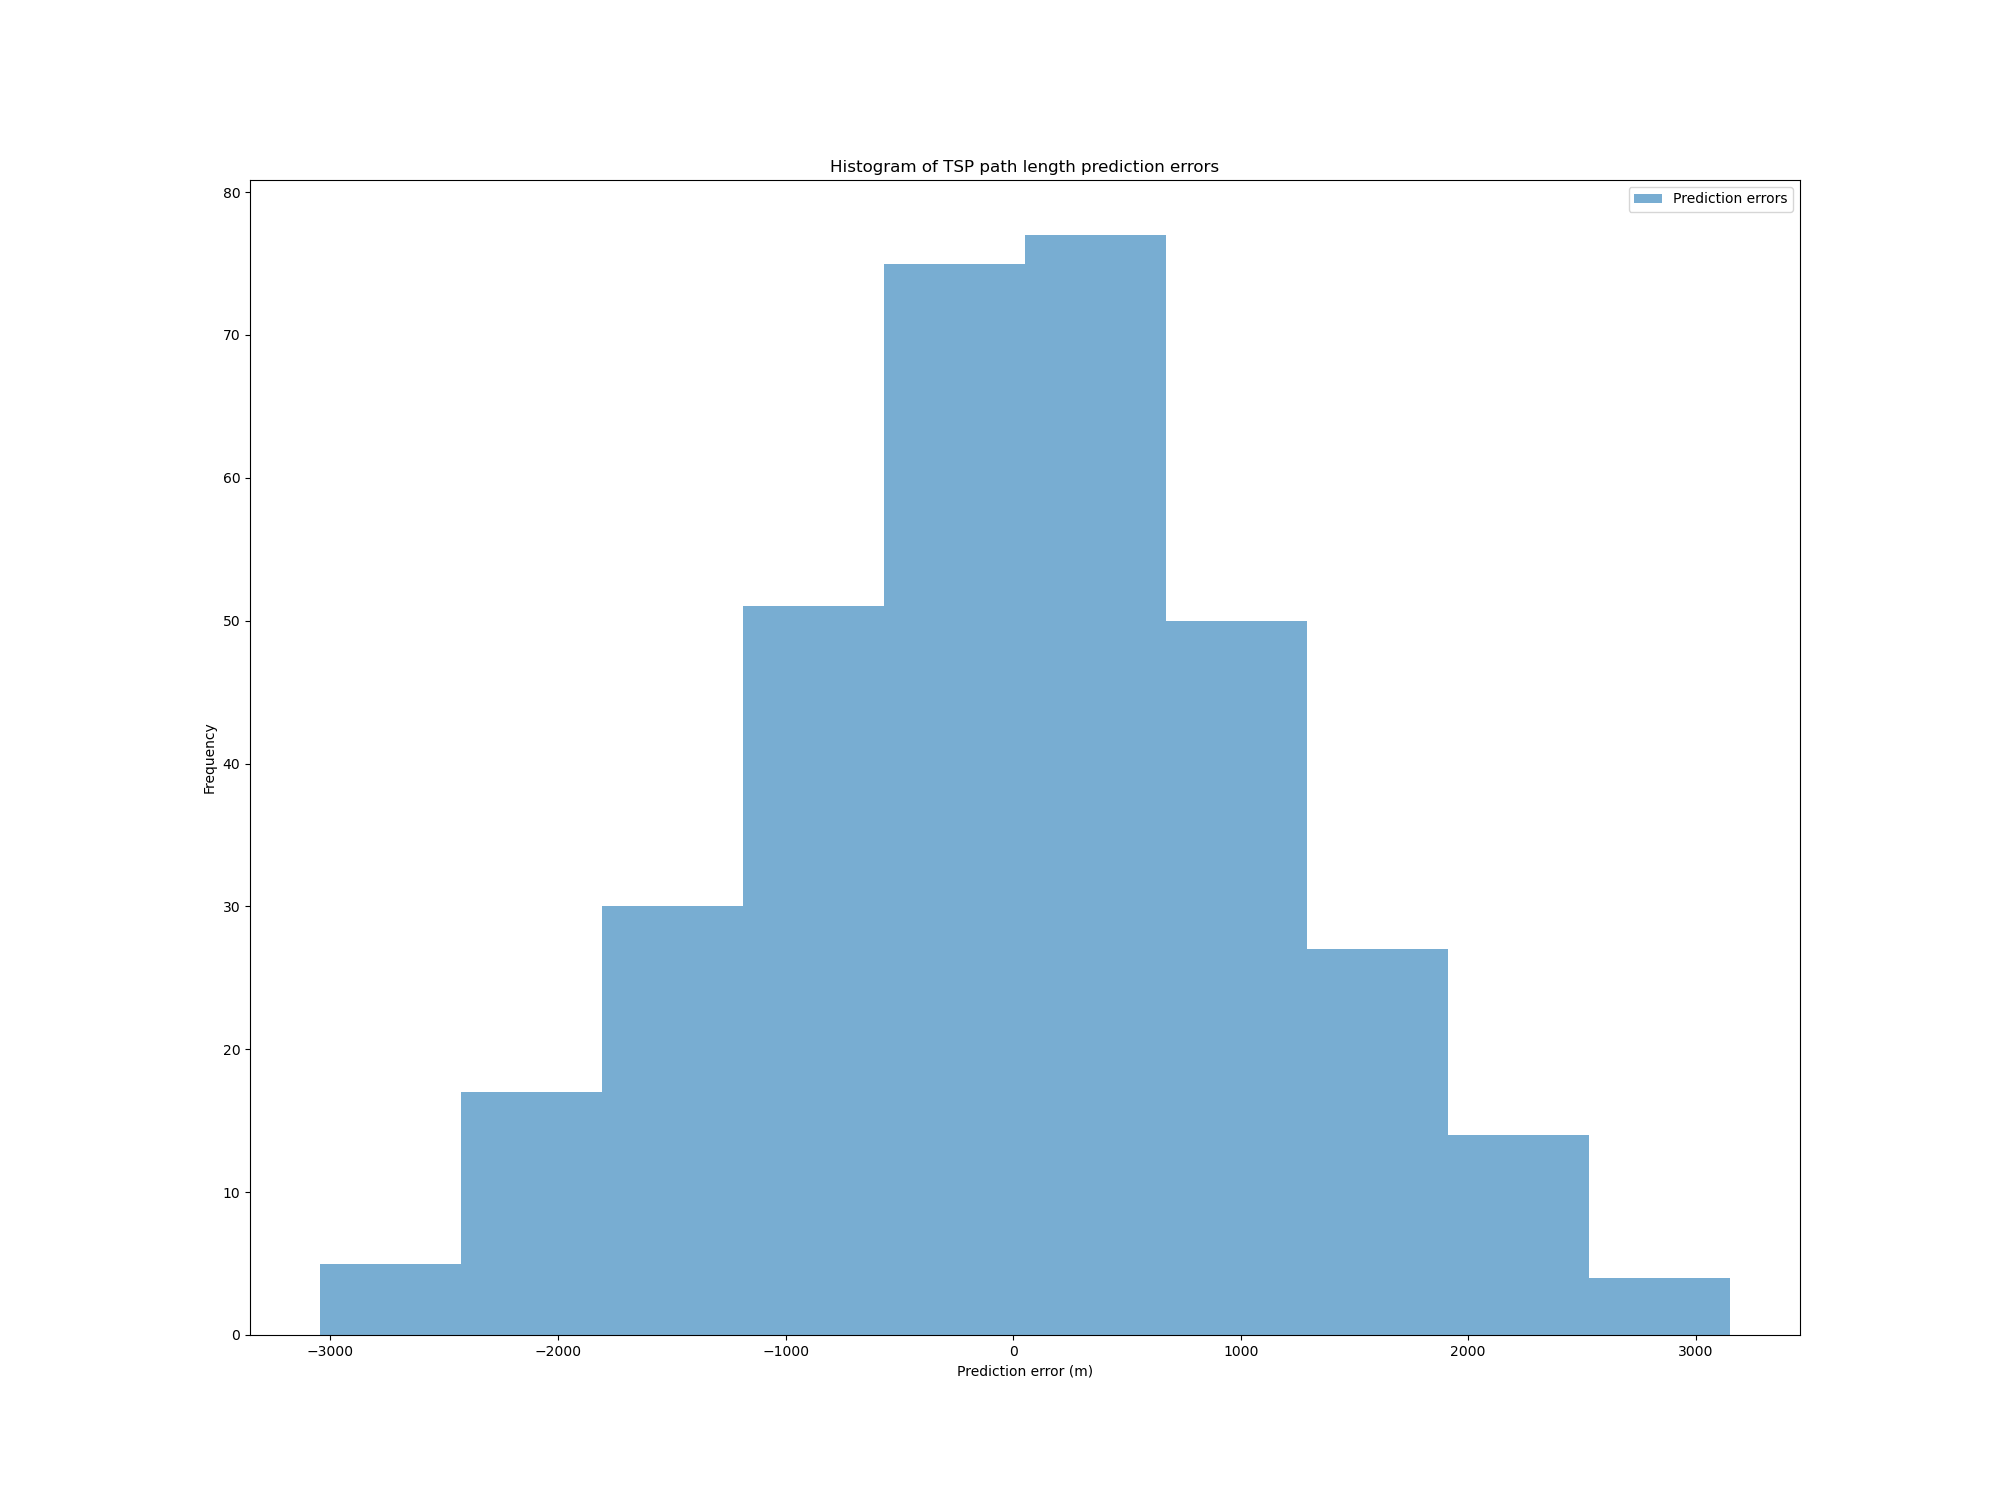 Histogram of TSP path length prediction errors
Prediction errors
80
70
60
50
40
30
20
10
0
Frequency
−3000 −2000 −1000 0 1000 2000 3000
Prediction error (m)